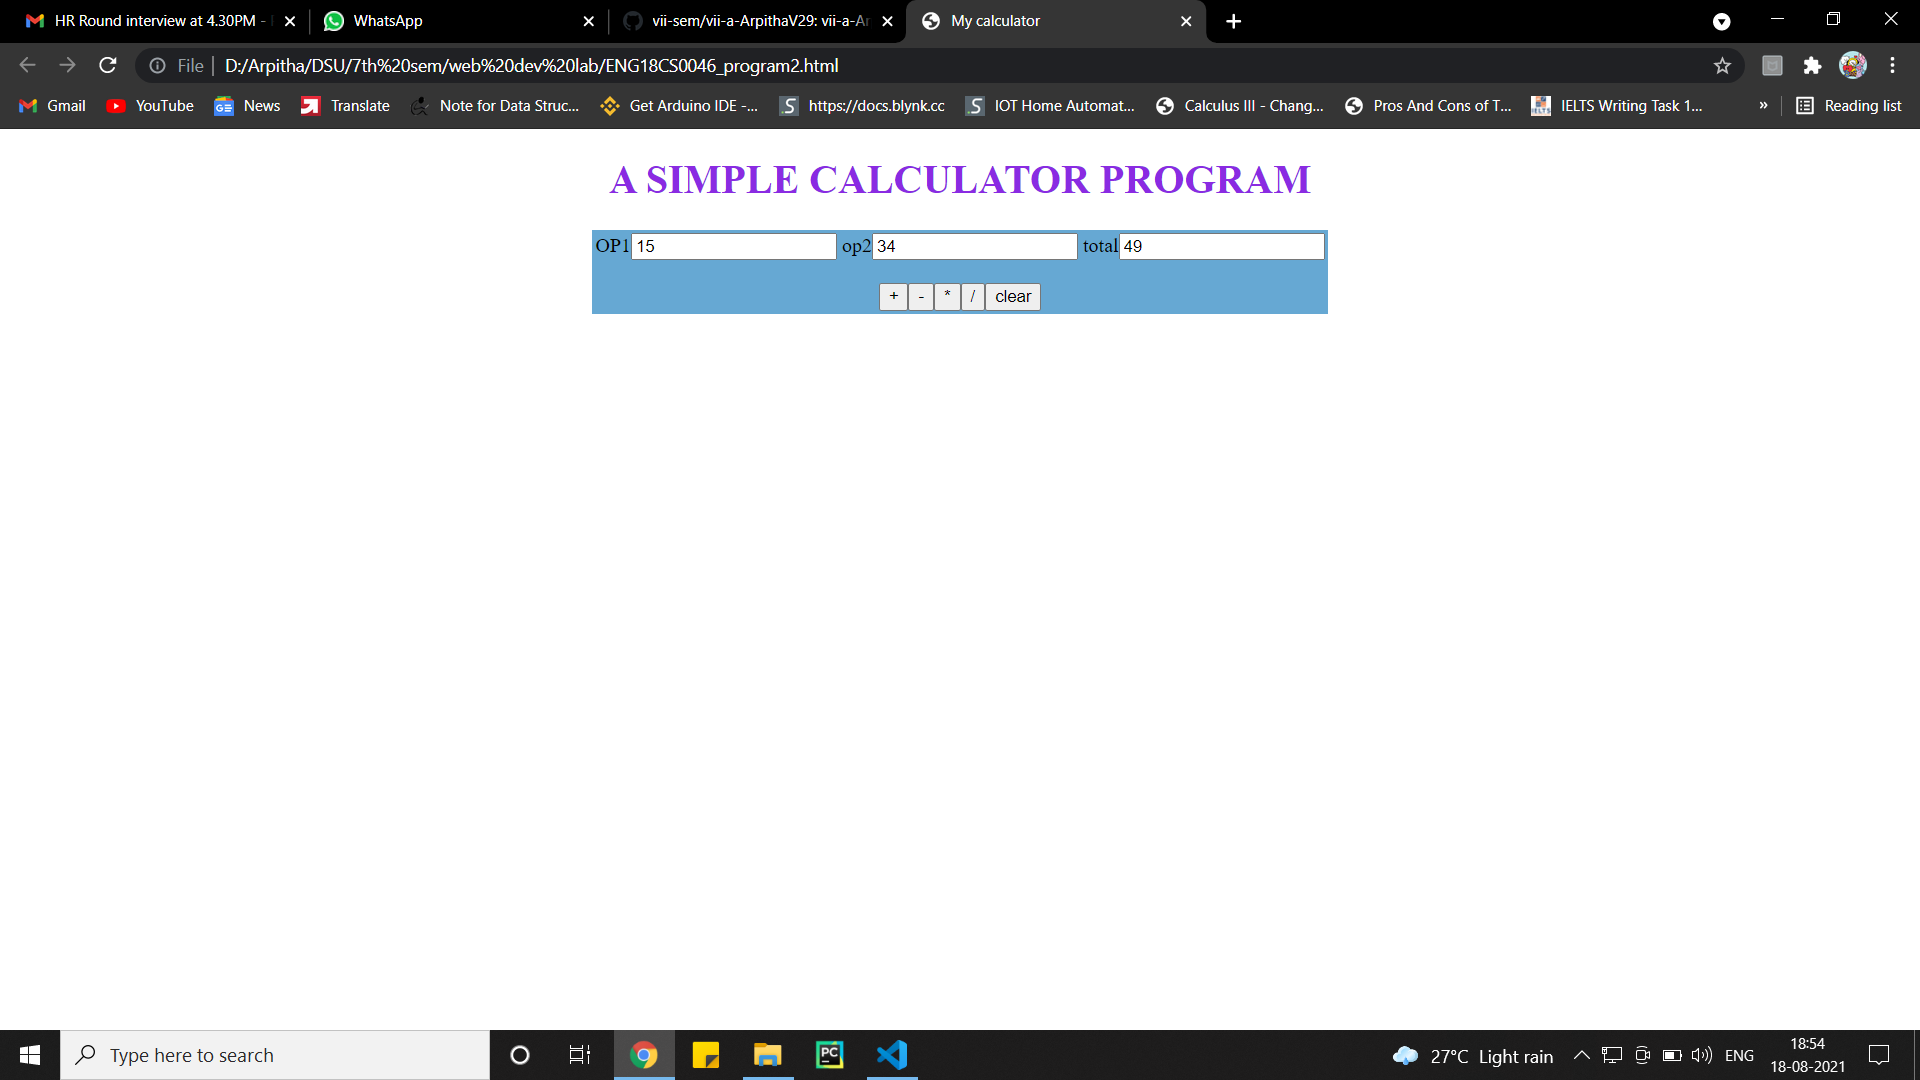 HR Round interview at 4.30PM -
WhatsApp
vii-sem/vii-a-ArpithaV29: vii-a-Ar
My calculator
File
D:/Arpitha/DSU/7th%20sem/web%20dev%20lab/ENG18CS0046_program2.html
Gmail
YouTube
News
Translate
Note for Data Struc...
Get Arduino IDE -...
https://docs.blynk.cc
IOT Home Automat...
Calculus III - Chang...
Pros And Cons of T...
IELTS Writing Task 1...
»
Reading list
A SIMPLE CALCULATOR PROGRAM
OP1 15 op2 34 total 49
+ - * / clear
Type here to search
27°C Light rain
ENG
18:54
18-08-2021